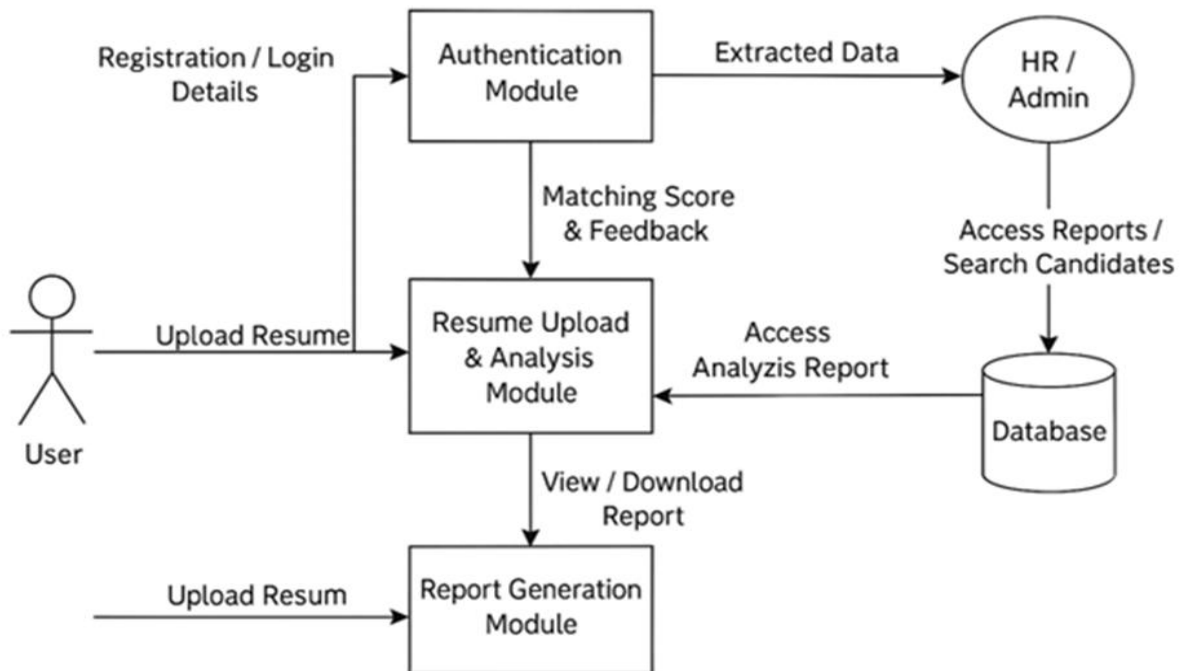 Registration / Login
Details
Authentication
Module
Extracted Data
HR /
Admin
Matching Score
& Feedback
Access Reports /
Search Candidates
Upload Resume
Resume Upload
& Analysis
Module
Access
Analyzis Report
Database
User
View / Download
Report
Upload Resum
Report Generation
Module